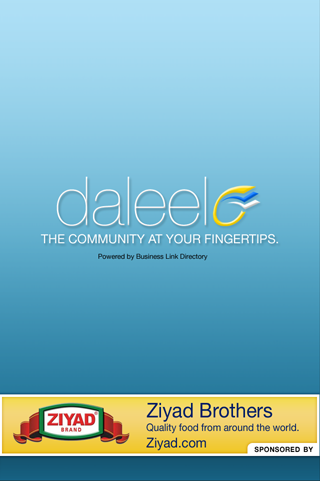 daleel
THE COMMUNITY AT YOUR FINGERTIPS.
Powered by Business Link Directory
ZIYAD®
BRAND
Ziyad Brothers
Quality food from around the world.
Ziyad.com
SPONSORED BY